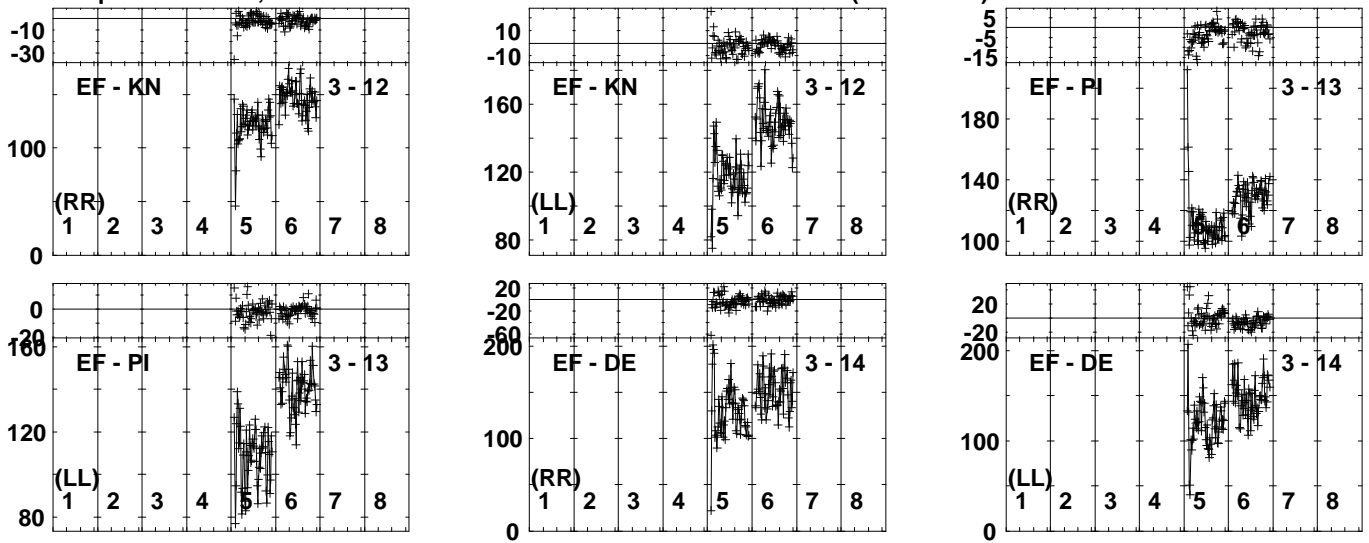 -10
-30
EF - KN 3 - 12
100
(RR)
1 2 3 4 5 6 7 8
0
10
-10
EF - KN 3 - 12
160
120
(LL)
1 2 3 4 5 6 7 8
80
5
-5
-15
EF - PI 3 - 13
180
140
(RR)
1 2 3 4 5 6 7 8
100
0
-20
160
EF - PI 3 - 13
120
(LL)
1 2 3 4 5 6 7 8
80
20
-20
-60
200
EF - DE 3 - 14
100
(RR)
1 2 3 4 5 6 7 8
0
20
-20
200
EF - DE 3 - 14
100
(LL)
1 2 3 4 5 6 7 8
0